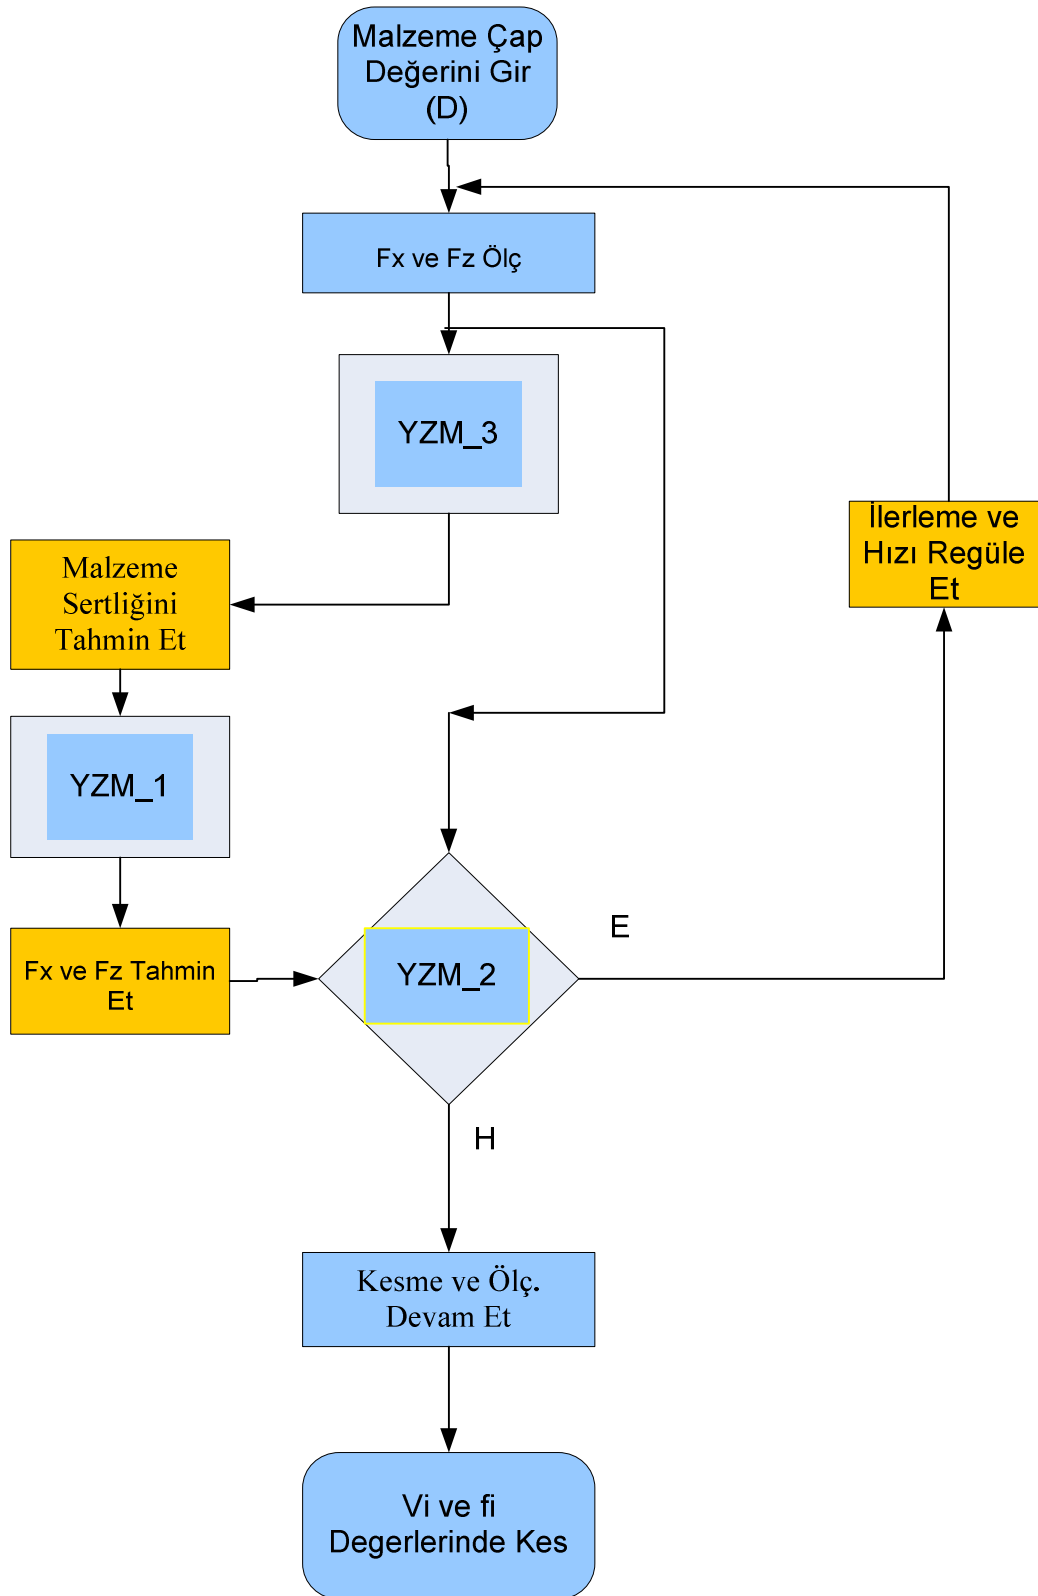 Malzeme Çap
Değerini Gir
(D)
Fx ve Fz Ölç
YZM_3
İlerleme ve
Hızı Regüle
Et
Malzeme
Sertliğini
Tahmin Et
YZM_1
Fx ve Fz Tahmin
Et
YZM_2
E
H
Kesme ve Ölç.
Devam Et
Vi ve fi
Degerlerinde Kes